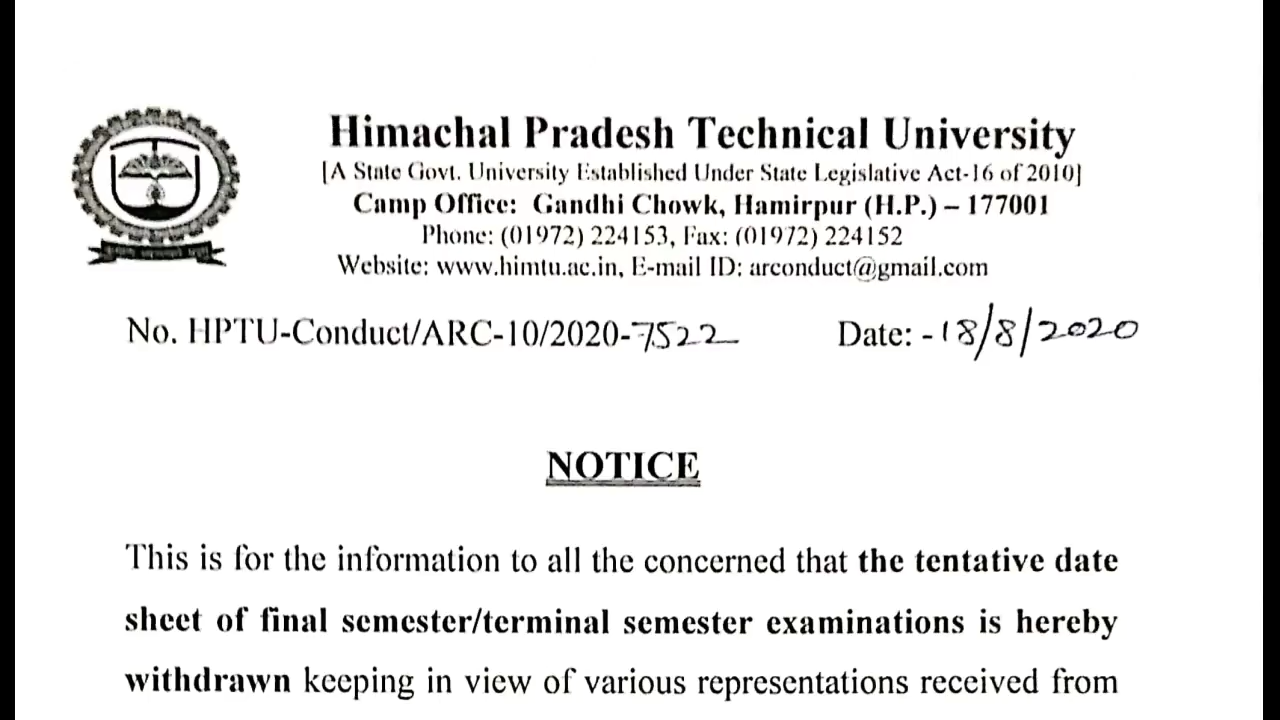 Himachal Pradesh Technical University
[A State Govt. University Established Under State Legislative Act-16 of 2010]
Camp Office: Gandhi Chowk, Hamirpur (H.P.) – 177001
Phone: (01972) 224153, Fax: (01972) 224152
Website: www.himtu.ac.in, E-mail ID: arconduct@gmail.com
No. HPTU-Conduct/ARC-10/2020-7522 Date: -18/8/2020
NOTICE
This is for the information to all the concerned that the tentative date
sheet of final semester/terminal semester examinations is hereby
withdrawn keeping in view of various representations received from